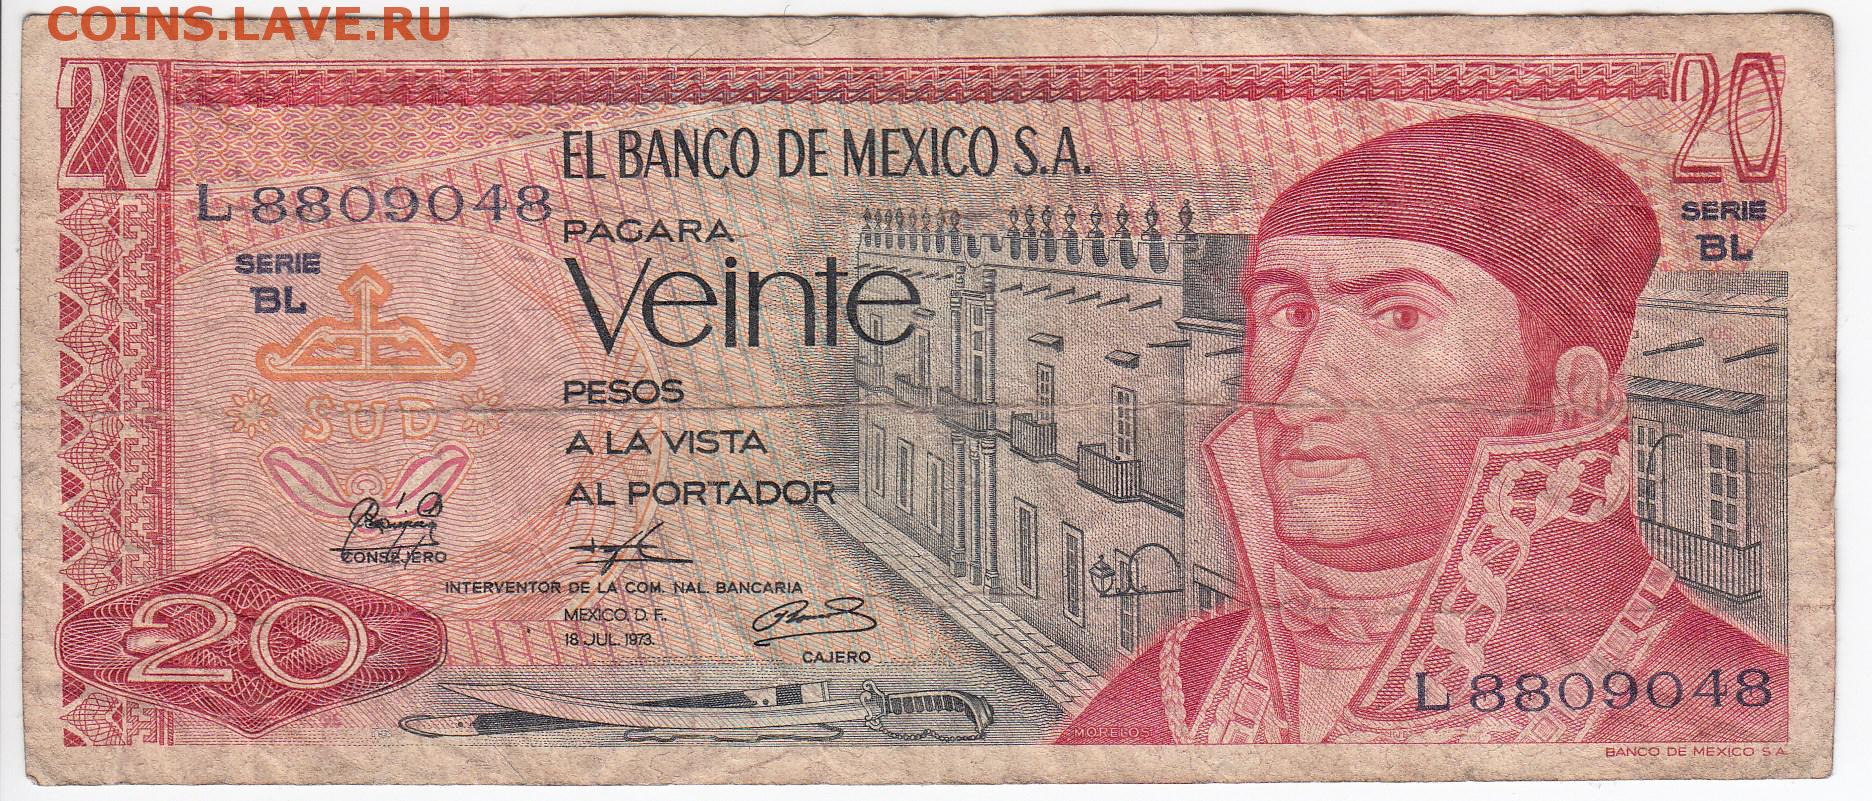 COINS.LAVE.RU
20
20
EL BANCO DE MEXICO S.A.
L 8809048
SERIE
BL
PAGARA
SERIE
BL
Veinte
PESOS
SUD
A LA VISTA
AL PORTADOR
CONSEJERO
INTERVENTOR DE LA COM. NAL. BANCARIA
MEXICO, D. F.,
18 JUL. 1973.
CAJERO
20
L 8809048
MORELOS
BANCO DE MEXICO S A